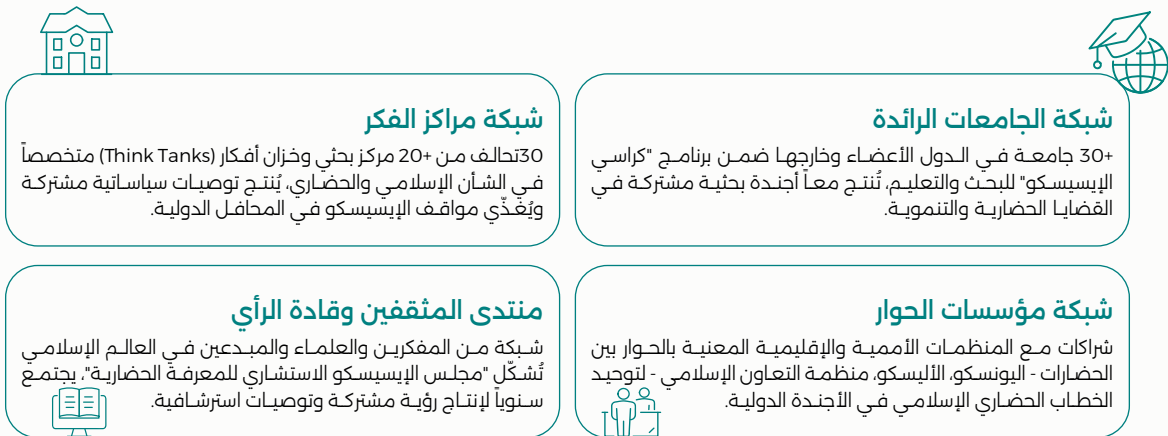 شبكة الجامعات الرائدة
+30 جامعة في الدول الأعضاء وخارجها ضمن برنامج "كراسي
الإيسيسكو" للبحث والتعليم، تُنتج معاً أجندة بحثية مشتركة في
القضايا الحضارية والتنموية.
شبكة مراكز الفكر
30تحالف من +20 مركز بحثي وخزان أفكار (Think Tanks) متخصصاً
في الشأن الإسلامي والحضاري، يُنتج توصيات سياساتية مشتركة
ويُغذّي مواقف الإيسيسكو في المحافل الدولية.
شبكة مؤسسات الحوار
شراكات مع المنظمات الأممية والإقليمية المعنية بالحوار بين
الحضارات - اليونسكو، الأليسكو، منظمة التعاون الإسلامي - لتوحيد
الخطاب الحضاري الإسلامي في الأجندة الدولية.
منتدى المثقفين وقادة الرأي
شبكة من المفكرين والعلماء والمبدعين في العالم الإسلامي
تُشكّل "مجلس الإيسيسكو الاستشاري للمعرفة الحضارية"، يجتمع
سنوياً لإنتاج رؤية مشتركة وتوصيات استرشافية.